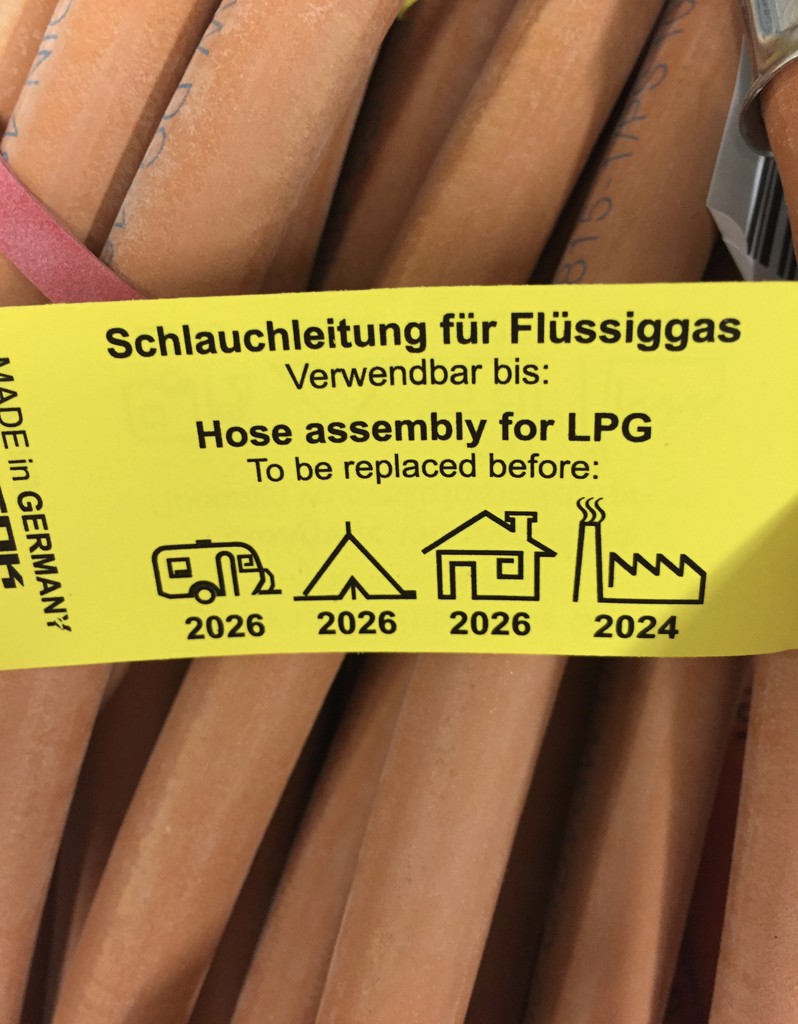 Schlauchleitung für Flüssiggas
Verwendbar bis:
Hose assembly for LPG
To be replaced before:
2026 2026 2026 2024
MADE in GERMANY